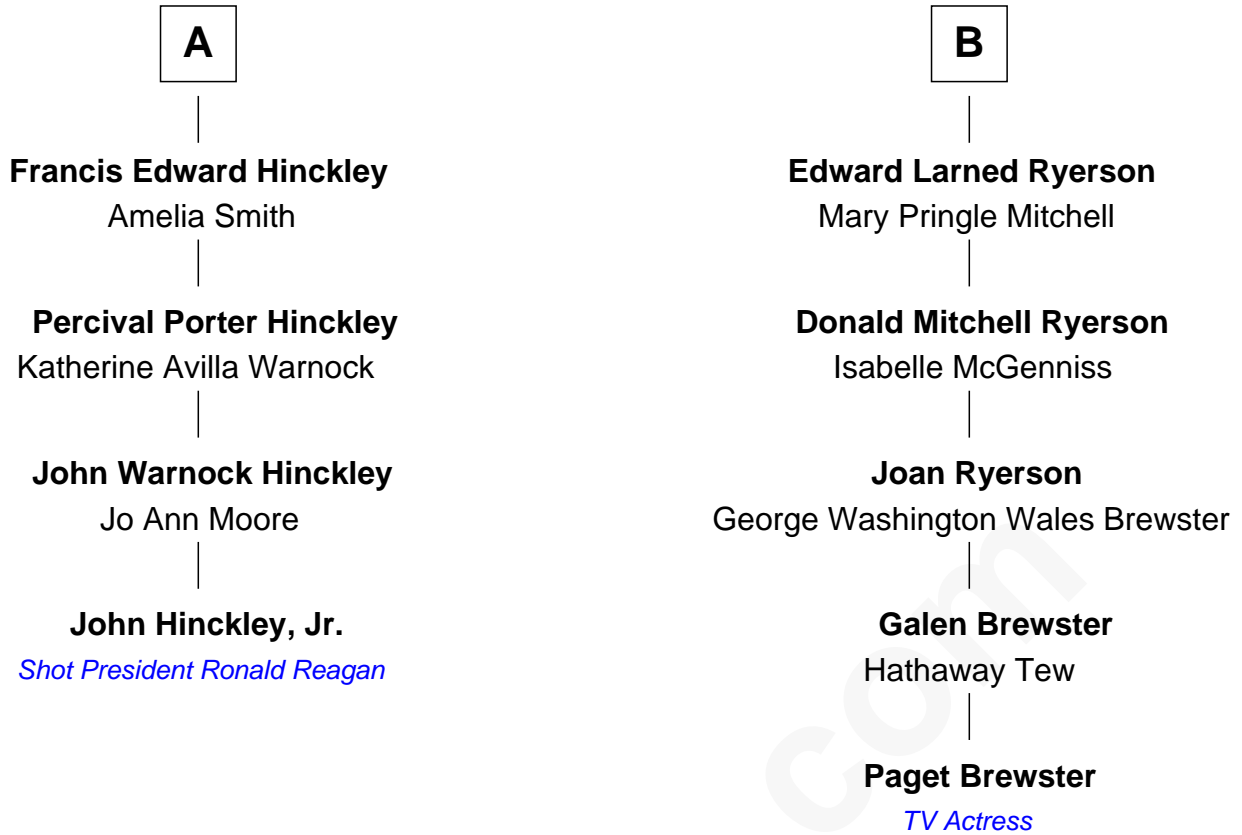 A
Francis Edward Hinckley
Amelia Smith
Percival Porter Hinckley
Katherine Avilla Warnock
John Warnock Hinckley
Jo Ann Moore
John Hinckley, Jr.
Shot President Ronald Reagan
B
Edward Larned Ryerson
Mary Pringle Mitchell
Donald Mitchell Ryerson
Isabelle McGenniss
Joan Ryerson
George Washington Wales Brewster
Galen Brewster
Hathaway Tew
Paget Brewster
TV Actress
com